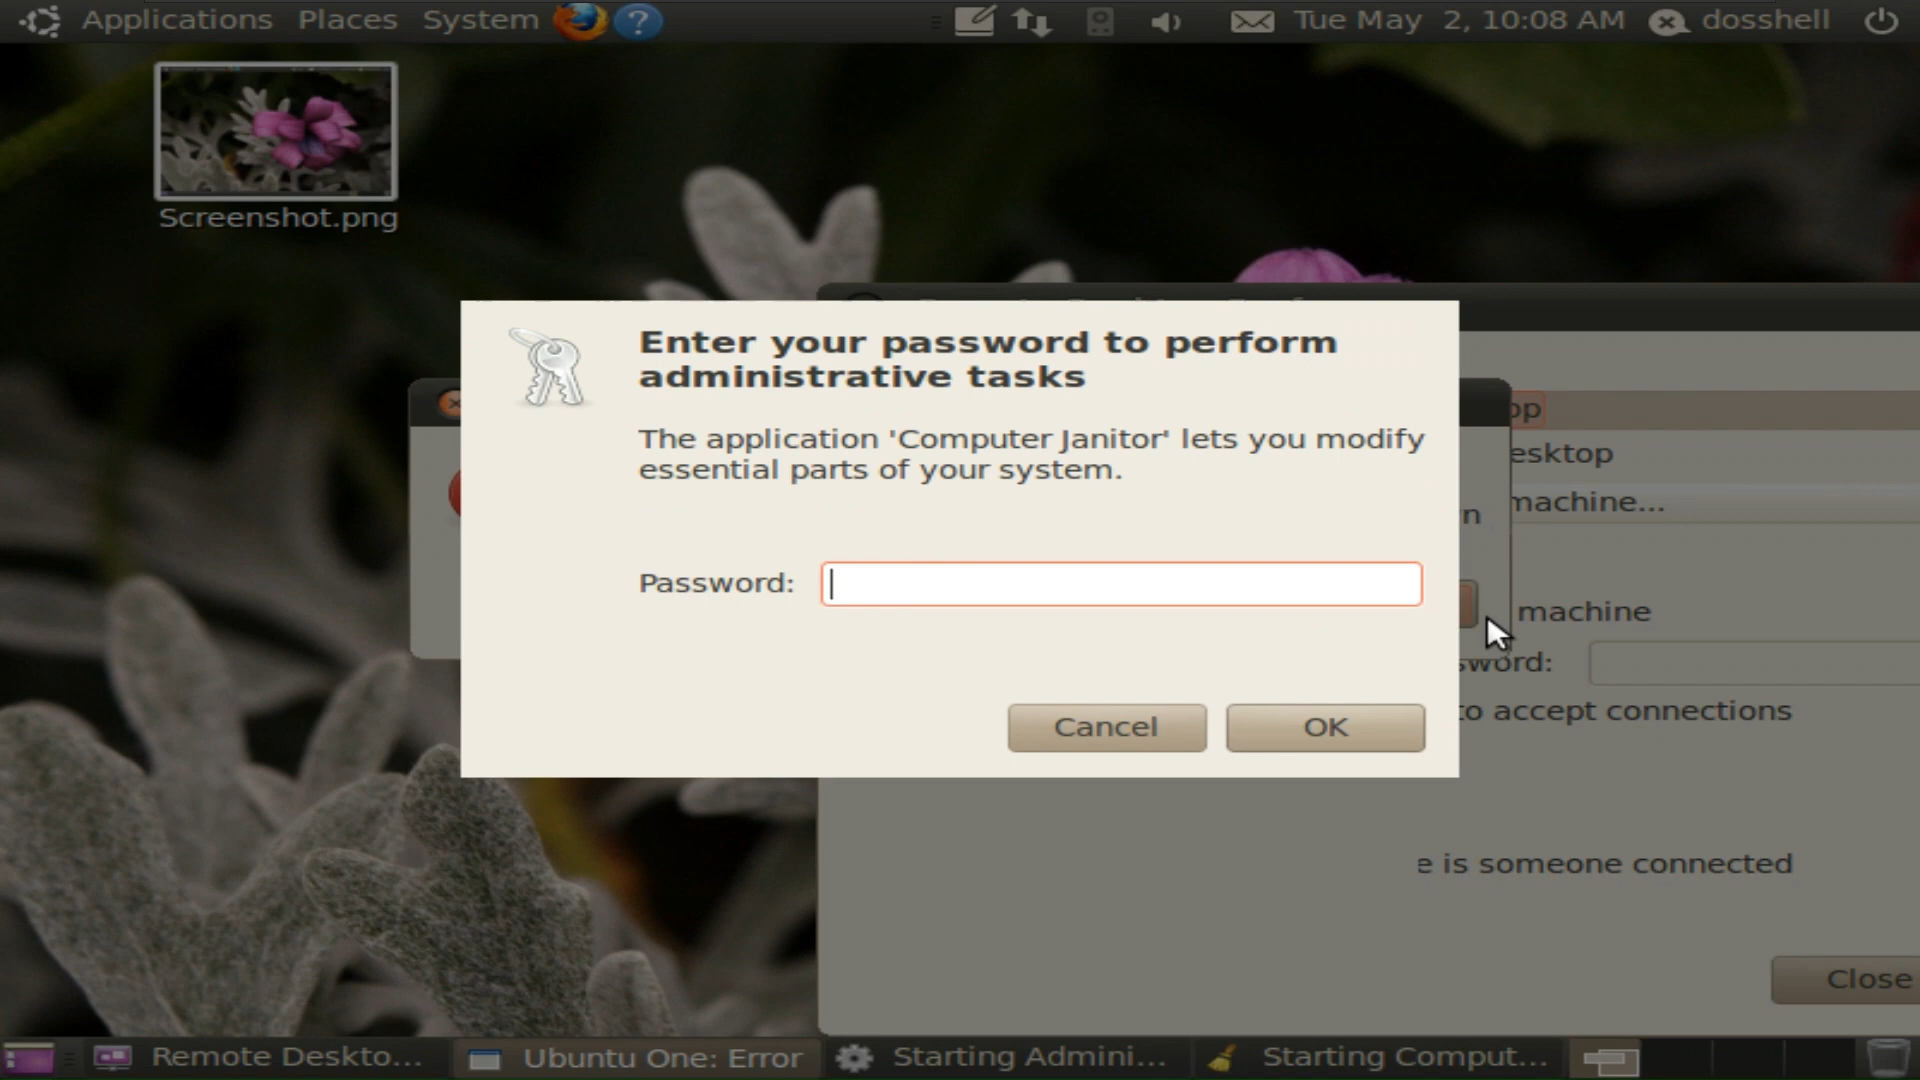 Applications Places System
Tue May 2, 10:08 AM dosshell
Screenshot.png
Enter your password to perform
administrative tasks
The application 'Computer Janitor' lets you modify
essential parts of your system.
Password:
Cancel OK
op
esktop
machine...
n
machine
sword:
to accept connections
e is someone connected
Close
Remote Deskto...
Ubuntu One: Error
Starting Admini...
Starting Comput...